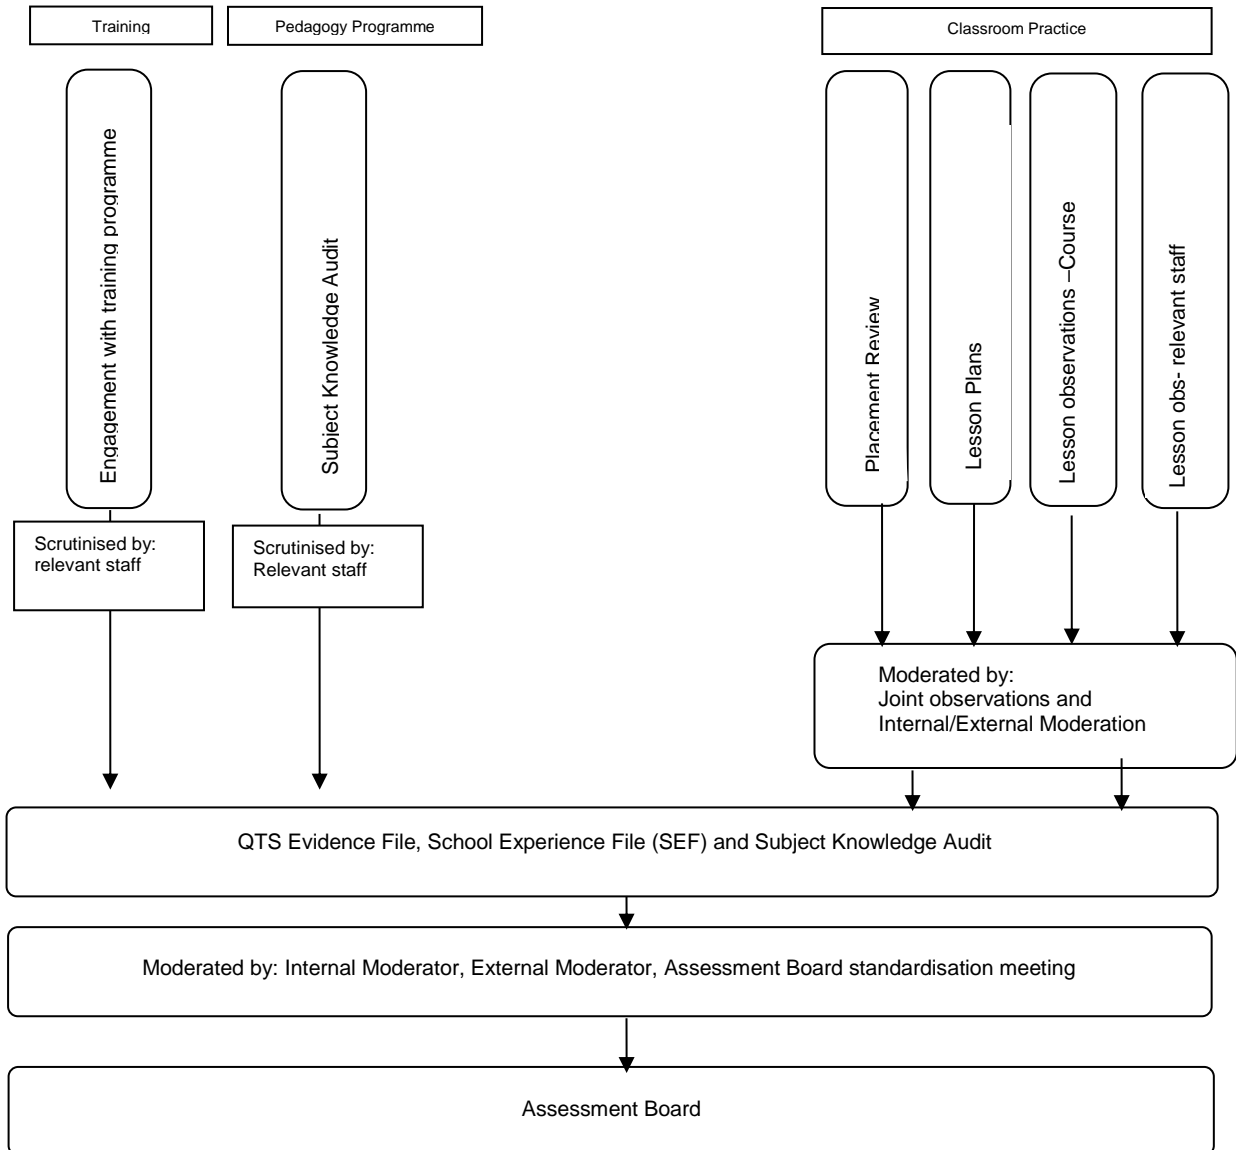 Training
Pedagogy Programme
Classroom Practice
Engagement with training programme
Subject Knowledge Audit
Placement Review
Lesson Plans
Lesson observations –Course
Lesson obs- relevant staff
Scrutinised by:
relevant staff
Scrutinised by:
Relevant staff
Moderated by:
Joint observations and
Internal/External Moderation
QTS Evidence File, School Experience File (SEF) and Subject Knowledge Audit
Moderated by: Internal Moderator, External Moderator, Assessment Board standardisation meeting
Assessment Board